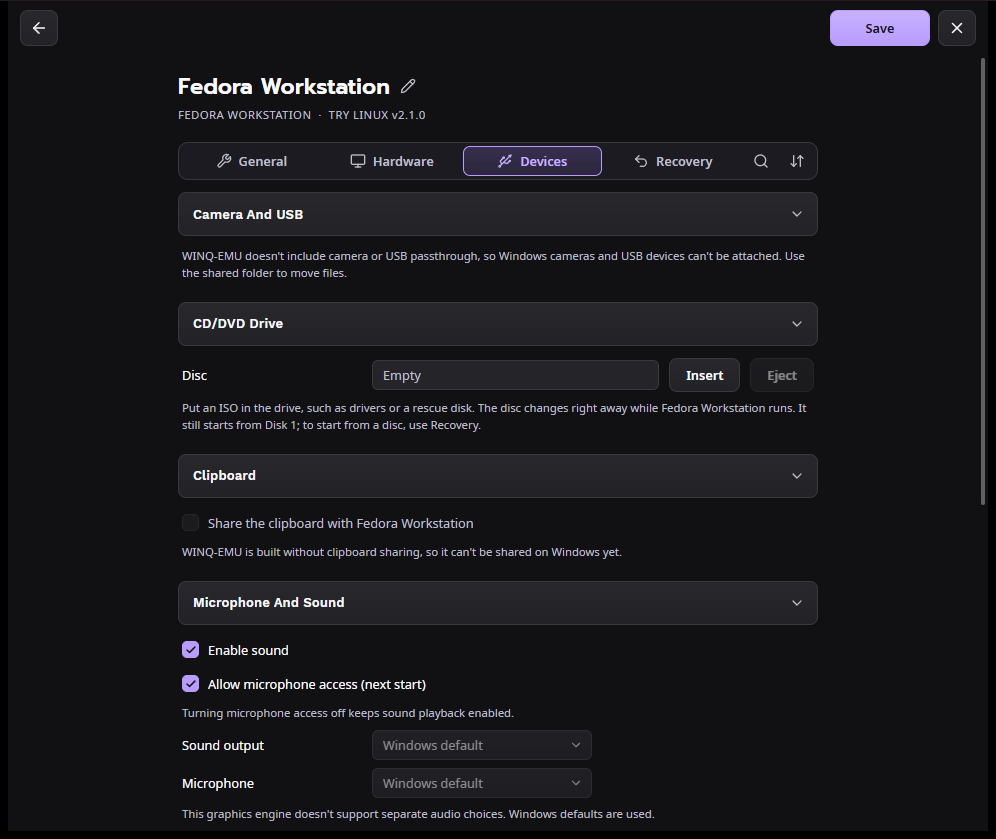 Save
Fedora Workstation
FEDORA WORKSTATION · TRY LINUX v2.1.0
General
Hardware
Devices
Recovery
Camera And USB
WINQ-EMU doesn't include camera or USB passthrough, so Windows cameras and USB devices can't be attached. Use
the shared folder to move files.
CD/DVD Drive
Disc
Empty
Insert
Eject
Put an ISO in the drive, such as drivers or a rescue disk. The disc changes right away while Fedora Workstation runs. It
still starts from Disk 1; to start from a disc, use Recovery.
Clipboard
Share the clipboard with Fedora Workstation
WINQ-EMU is built without clipboard sharing, so it can't be shared on Windows yet.
Microphone And Sound
Enable sound
Allow microphone access (next start)
Turning microphone access off keeps sound playback enabled.
Sound output
Windows default
Microphone
Windows default
This graphics engine doesn't support separate audio choices. Windows defaults are used.